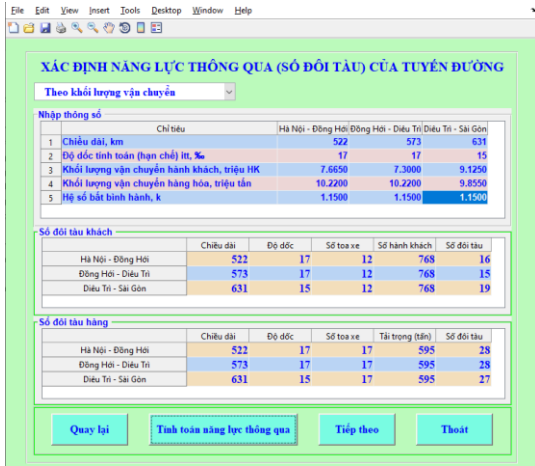 File Edit View Insert Tools Desktop Window Help
XÁC ĐỊNH NĂNG LỰC THÔNG QUA (SỐ ĐÔI TÀU) CỦA TUYẾN ĐƯỜNG
Theo khối lượng vận chuyển
Nhập thông số
Chỉ tiêu Hà Nội - Đồng Hới Đồng Hới - Diêu Trì Diêu Trì - Sài Gòn
1 Chiều dài, km 522 573 631
2 Độ dốc tính toán (hạn chế) itt, ‰ 17 17 15
3 Khối lượng vận chuyển hành khách, triệu HK 7.6650 7.3000 9.1250
4 Khối lượng vận chuyển hàng hóa, triệu tấn 10.2200 10.2200 9.8550
5 Hệ số bất bình hành, k 1.1500 1.1500 1.1500
Số đôi tàu khách
Chiều dài Độ dốc Số toa xe Số hành khách Số đôi tàu
Hà Nội - Đồng Hới 522 17 12 768 16
Đồng Hới - Diêu Trì 573 17 12 768 15
Diêu Trì - Sài Gòn 631 15 12 768 19
Số đôi tàu hàng
Chiều dài Độ dốc Số toa xe Tải trọng (tấn) Số đôi tàu
Hà Nội - Đồng Hới 522 17 17 595 28
Đồng Hới - Diêu Trì 573 17 17 595 28
Diêu Trì - Sài Gòn 631 15 17 595 27
Quay lại Tính toán năng lực thông qua Tiếp theo Thoát